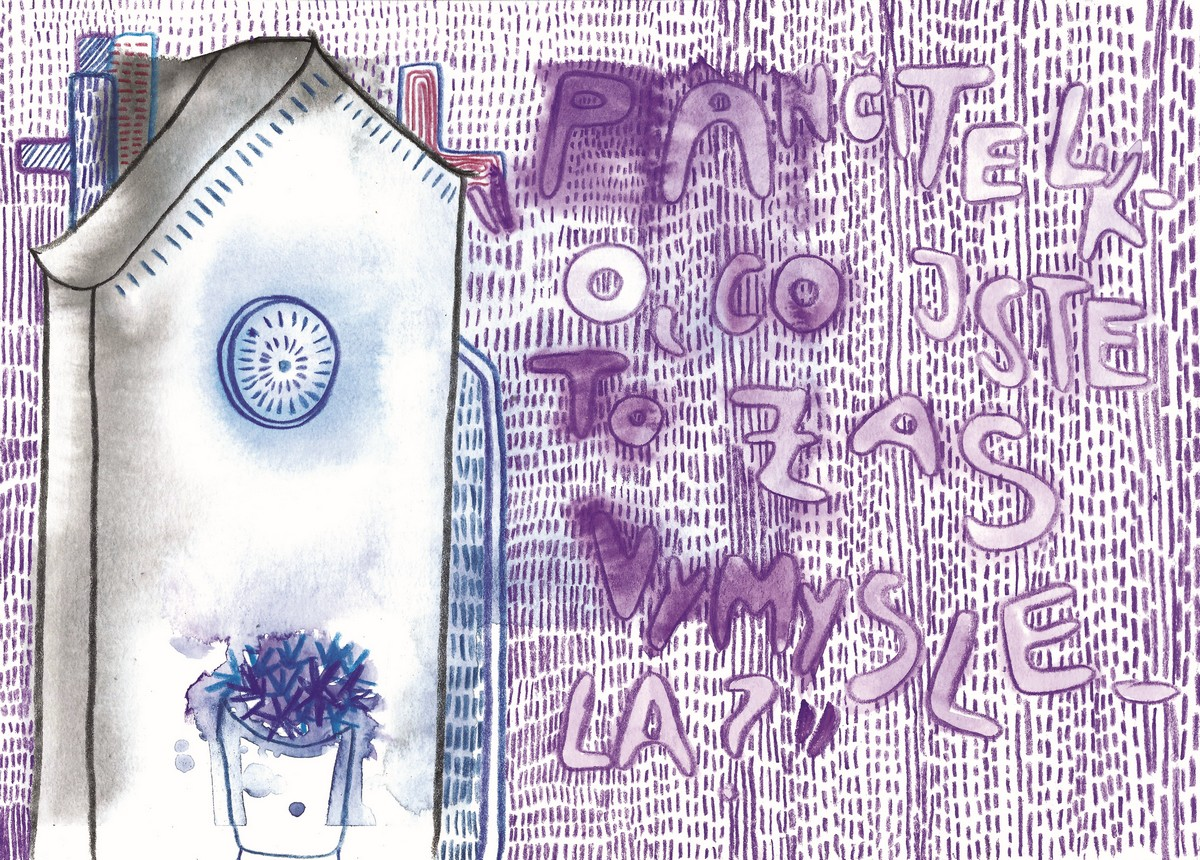 PANČITELK-
O, CO JSTE
TO ZAS
VYMYSLE-
LA?"